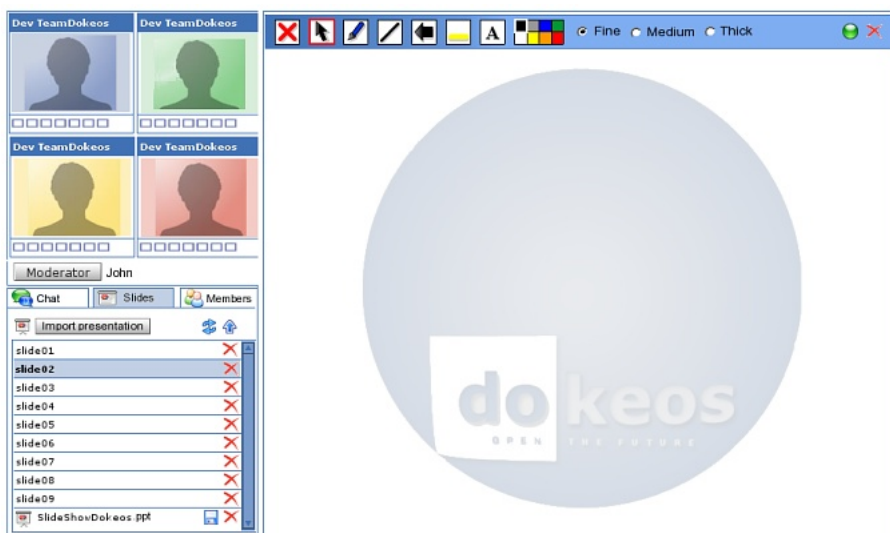 Dev TeamDokeos
Dev TeamDokeos
Dev TeamDokeos
Dev TeamDokeos
Moderator John
Chat Slides Members
Import presentation
slide01
slide02
slide03
slide04
slide05
slide06
slide07
slide08
slide09
SlideShowDokeos.ppt
A Fine Medium Thick
dokeos
OPEN THE FUTURE